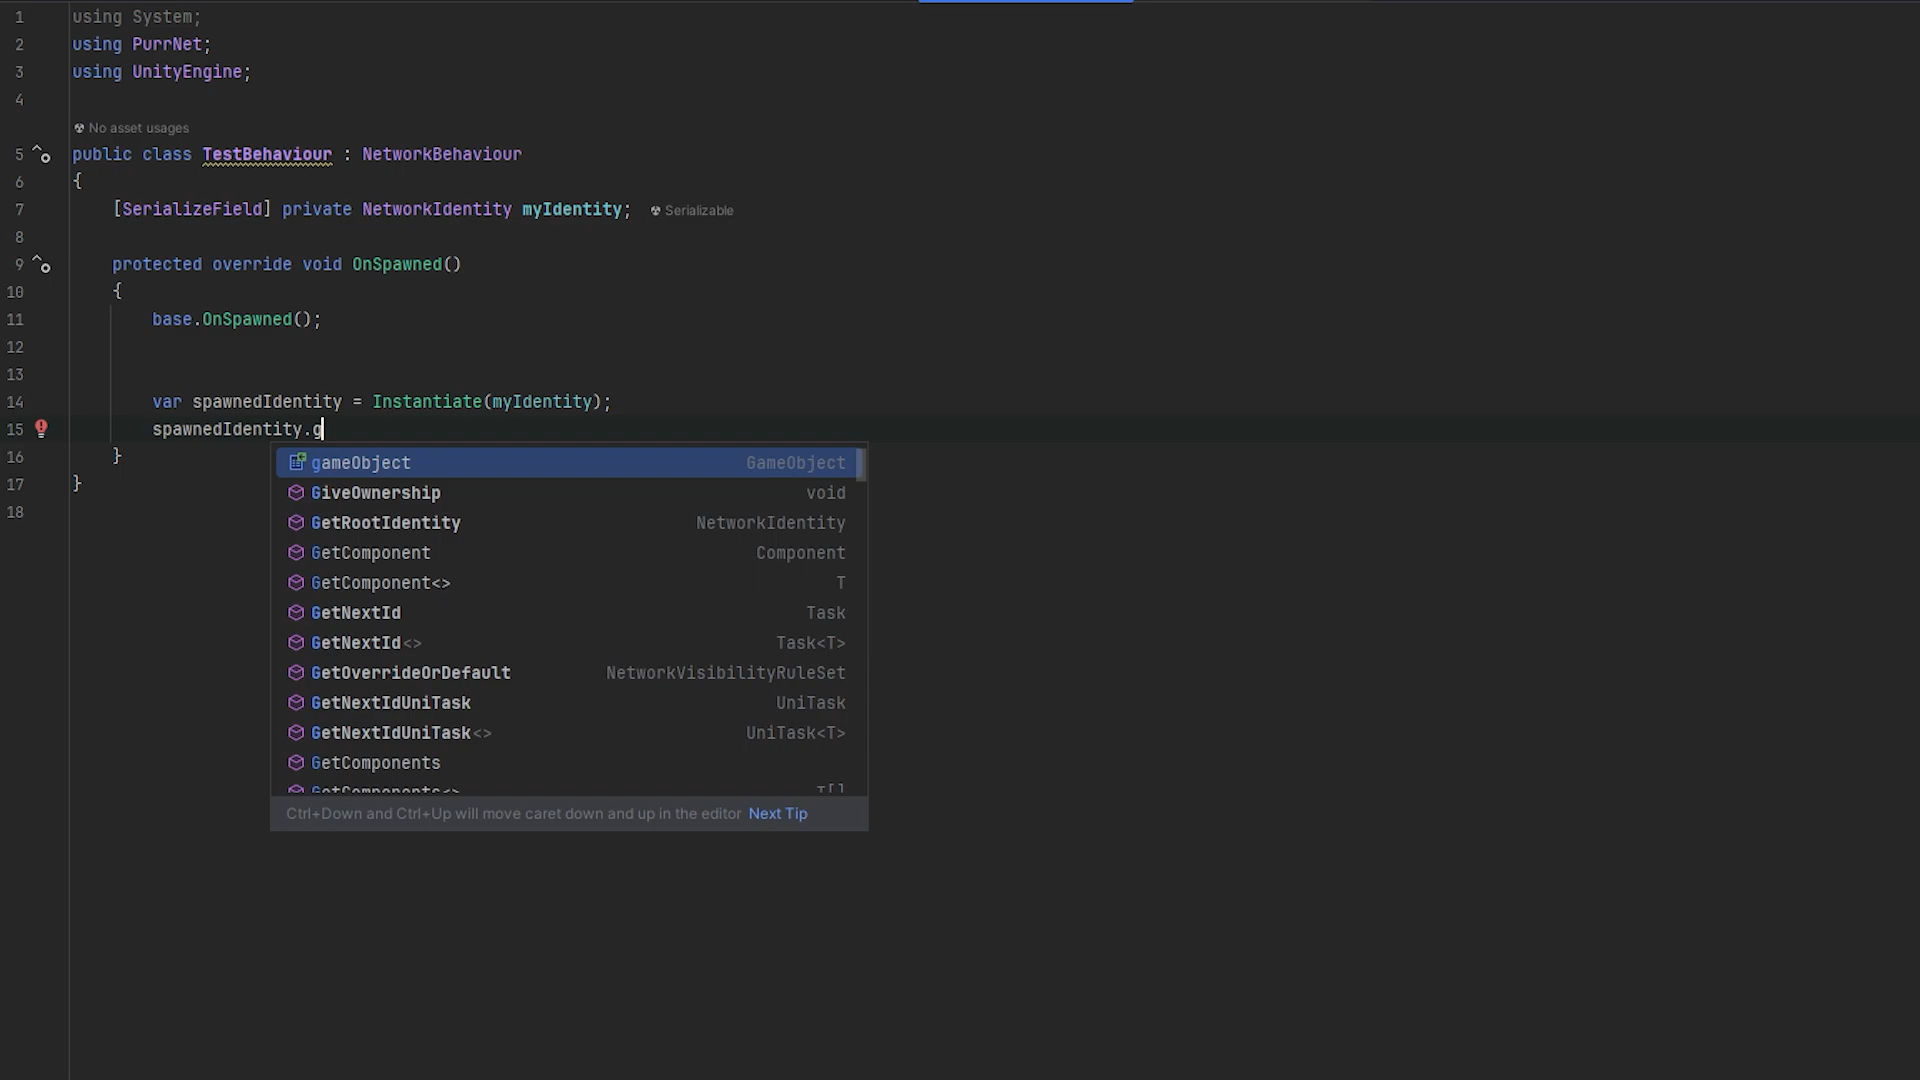 1 using System;
2 using PurrNet;
3 using UnityEngine;
4
No asset usages
5 public class TestBehaviour : NetworkBehaviour
6 {
7 [SerializeField] private NetworkIdentity myIdentity; Serializable
8
9 protected override void OnSpawned()
10 {
11 base.OnSpawned();
12
13
14 var spawnedIdentity = Instantiate(myIdentity);
15 spawnedIdentity.g
16 }
17 }
18
gameObject GameObject
GiveOwnership void
GetRootIdentity NetworkIdentity
GetComponent Component
GetComponent<> T
GetNextId Task
GetNextId<> Task<T>
GetOverrideOrDefault NetworkVisibilityRuleSet
GetNextIdUniTask UniTask
GetNextIdUniTask<> UniTask<T>
GetComponents
GetComponents<> T[]
Ctrl+Down and Ctrl+Up will move caret down and up in the editor Next Tip